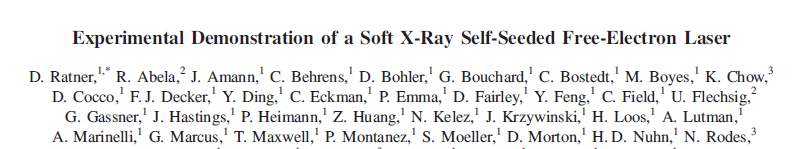 Experimental Demonstration of a Soft X-Ray Self-Seeded Free-Electron Laser
D. Ratner,1,* R. Abela,2 J. Amann,1 C. Behrens,1 D. Bohler,1 G. Bouchard,1 C. Bostedt,1 M. Boyes,1 K. Chow,3
D. Cocco,1 F. J. Decker,1 Y. Ding,1 C. Eckman,1 P. Emma,1 D. Fairley,1 Y. Feng,1 C. Field,1 U. Flechsig,2
G. Gassner,1 J. Hastings,1 P. Heimann,1 Z. Huang,1 N. Kelez,1 J. Krzywinski,1 H. Loos,1 A. Lutman,1
A. Marinelli,1 G. Marcus,1 T. Maxwell,1 P. Montanez,1 S. Moeller,1 D. Morton,1 H. D. Nuhn,1 N. Rodes,3